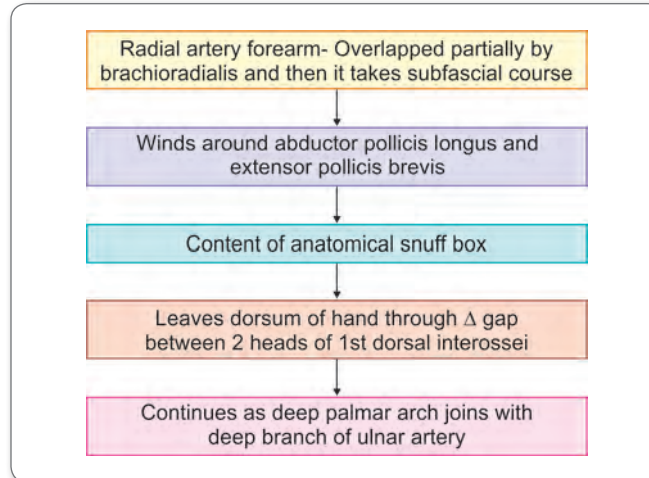 Radial artery forearm- Overlapped partially by
brachioradialis and then it takes subfascial course
Winds around abductor pollicis longus and
extensor pollicis brevis
Content of anatomical snuff box
Leaves dorsum of hand through Δ gap
between 2 heads of 1st dorsal interossei
Continues as deep palmar arch joins with
deep branch of ulnar artery